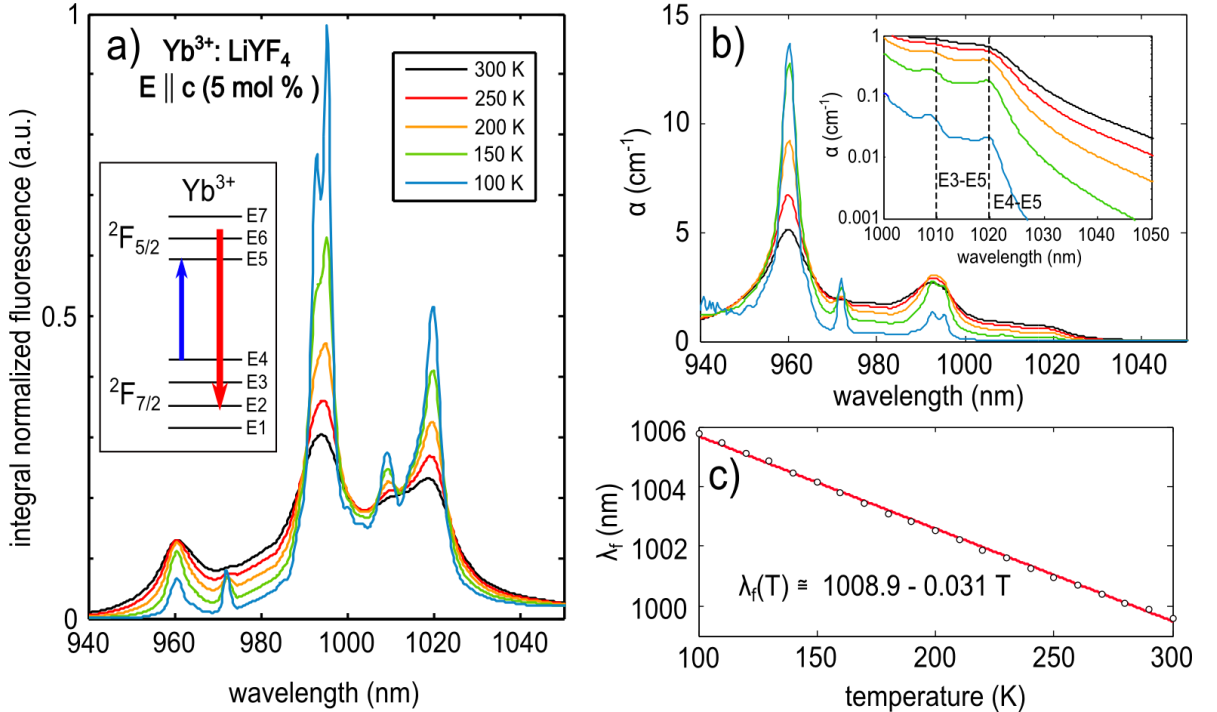 a)
Yb³⁺: LiYF₄
E || c (5 mol % )
300 K
250 K
200 K
150 K
100 K
Yb³⁺
²F₅/₂
E7
E6
E5
²F₇/₂
E4
E3
E2
E1
integral normalized fluorescence (a.u.)
1
0.5
0
940 960 980 1000 1020 1040
wavelength (nm)
b)
α (cm⁻¹)
15
10
5
0
940 960 980 1000 1020 1040
wavelength (nm)
α (cm⁻¹)
1
0.1
0.01
0.001
E3-E5
E4-E5
1000 1010 1020 1030 1040 1050
wavelength (nm)
c)
λf (nm)
1006
1004
1002
1000
λf(T) ≅ 1008.9 - 0.031 T
100 150 200 250 300
temperature (K)